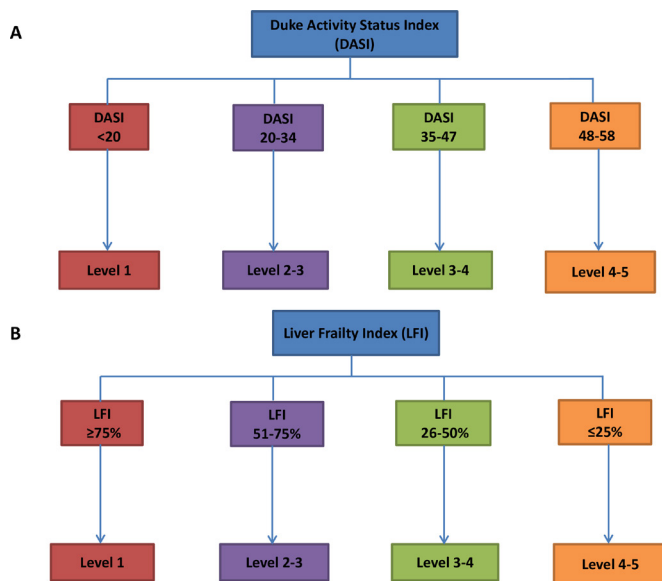 A
Duke Activity Status Index
(DASI)
DASI
<20
DASI
20-34
DASI
35-47
DASI
48-58
Level 1
Level 2-3
Level 3-4
Level 4-5
B
Liver Frailty Index (LFI)
LFI
≥75%
LFI
51-75%
LFI
26-50%
LFI
≤25%
Level 1
Level 2-3
Level 3-4
Level 4-5